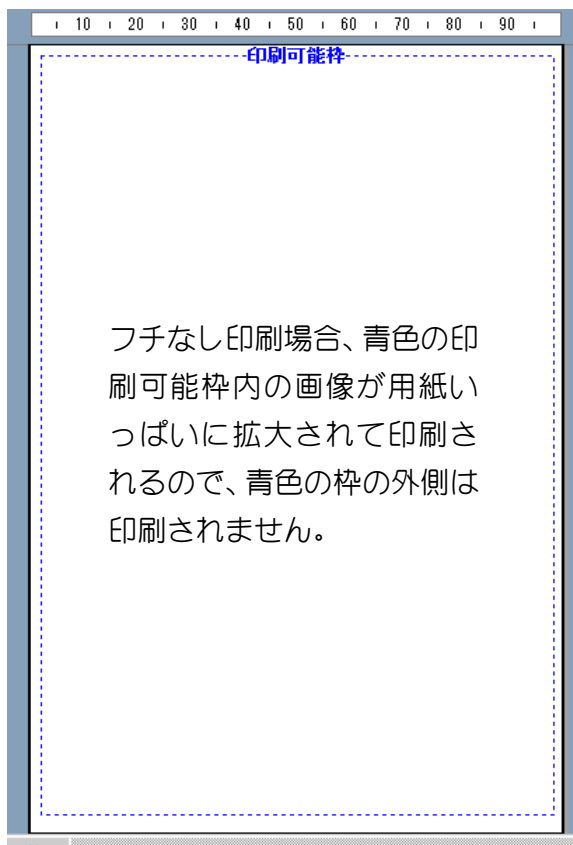 10 20 30 40 50 60 70 80 90
印刷可能枠
フチなし印刷場合、青色の印
刷可能枠内の画像が用紙い
っぱいに拡大されて印刷さ
れるので、青色の枠の外側は
印刷されません。